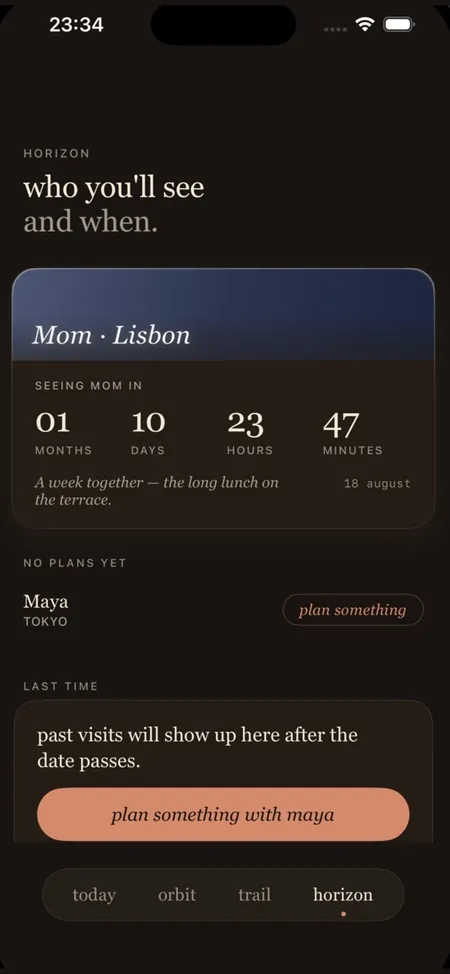 23:34
HORIZON
who you'll see
and when.
Mom · Lisbon
SEEING MOM IN
01 10 23 47
MONTHS DAYS HOURS MINUTES
A week together — the long lunch on 18 august
the terrace.
NO PLANS YET
Maya
TOKYO
plan something
LAST TIME
past visits will show up here after the
date passes.
plan something with maya
today orbit trail horizon